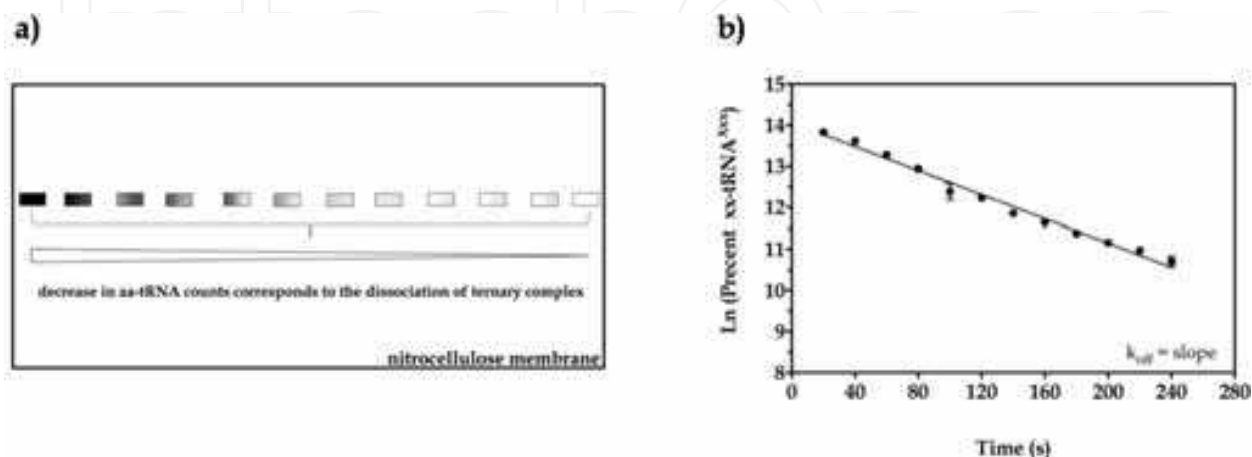 a)
decrease in aa-tRNA counts corresponds to the dissociation of ternary complex
nitrocellulose membrane
b)
Ln (Precent xx-tRNA^Xxx)
15
14
13
12
11
10
9
8
k_off = slope
0 40 80 120 160 200 240 280
Time (s)